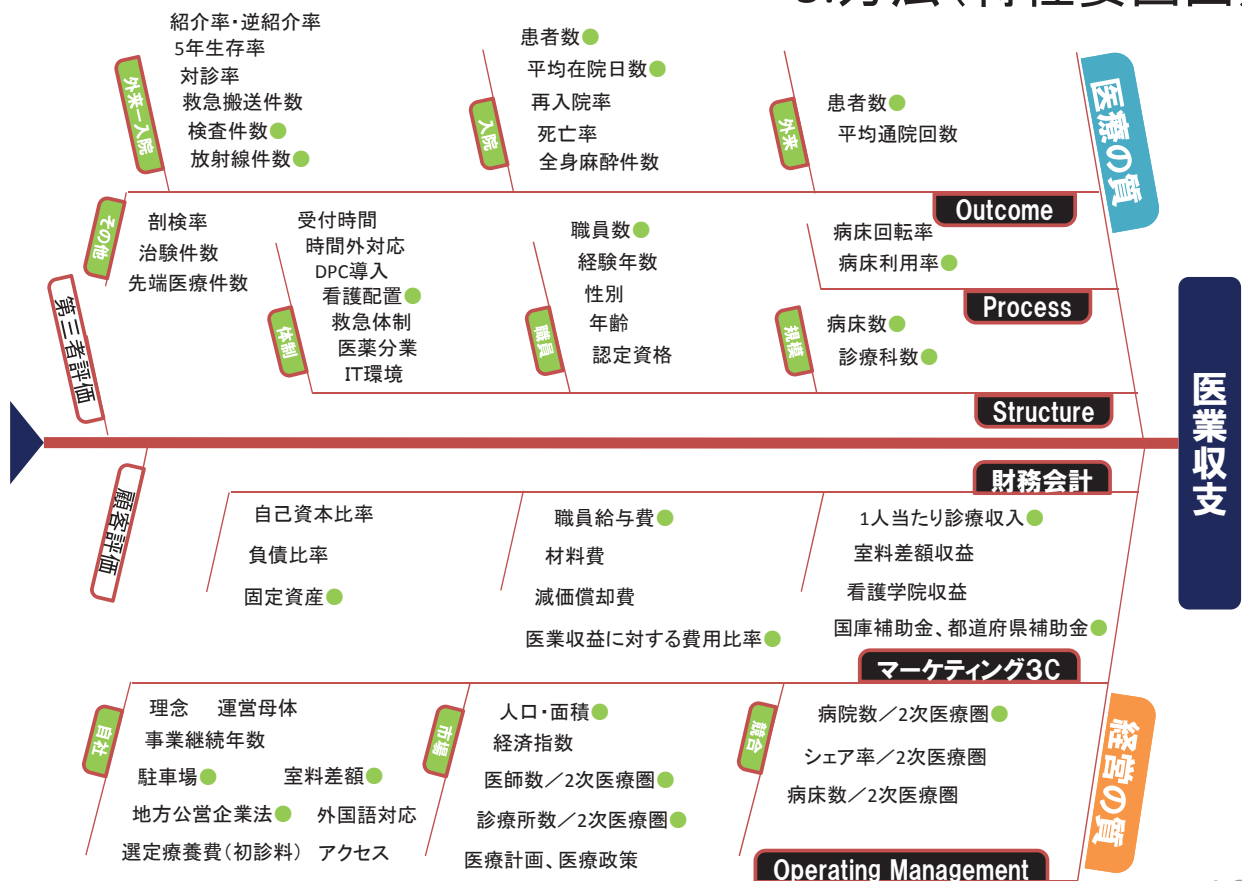 外来ー入院
紹介率・逆紹介率
5年生存率
対診率
救急搬送件数
検査件数
放射線件数
入院
患者数
平均在院日数
再入院率
死亡率
全身麻酔件数
外来
患者数
平均通院回数
医療の質
Outcome
その他
剖検率
治験件数
先端医療件数
体制
受付時間
時間外対応
DPC導入
看護配置
救急体制
医薬分業
IT環境
職員
職員数
経験年数
性別
年齢
認定資格
病床回転率
病床利用率
Process
規模
病床数
診療科数
Structure
第三者評価
医業収支
顧客評価
財務会計
自己資本比率
負債比率
固定資産
職員給与費
材料費
減価償却費
医業収益に対する費用比率
1人当たり診療収入
室料差額収益
看護学院収益
国庫補助金、都道府県補助金
マーケティング3C
自社
理念 運営母体
事業継続年数
駐車場 室料差額
地方公営企業法 外国語対応
選定療養費(初診料) アクセス
市場
人口・面積
経済指数
医師数/2次医療圏
診療所数/2次医療圏
医療計画、医療政策
競合
病院数/2次医療圏
シェア率/2次医療圏
病床数/2次医療圏
経営の質
Operating Management